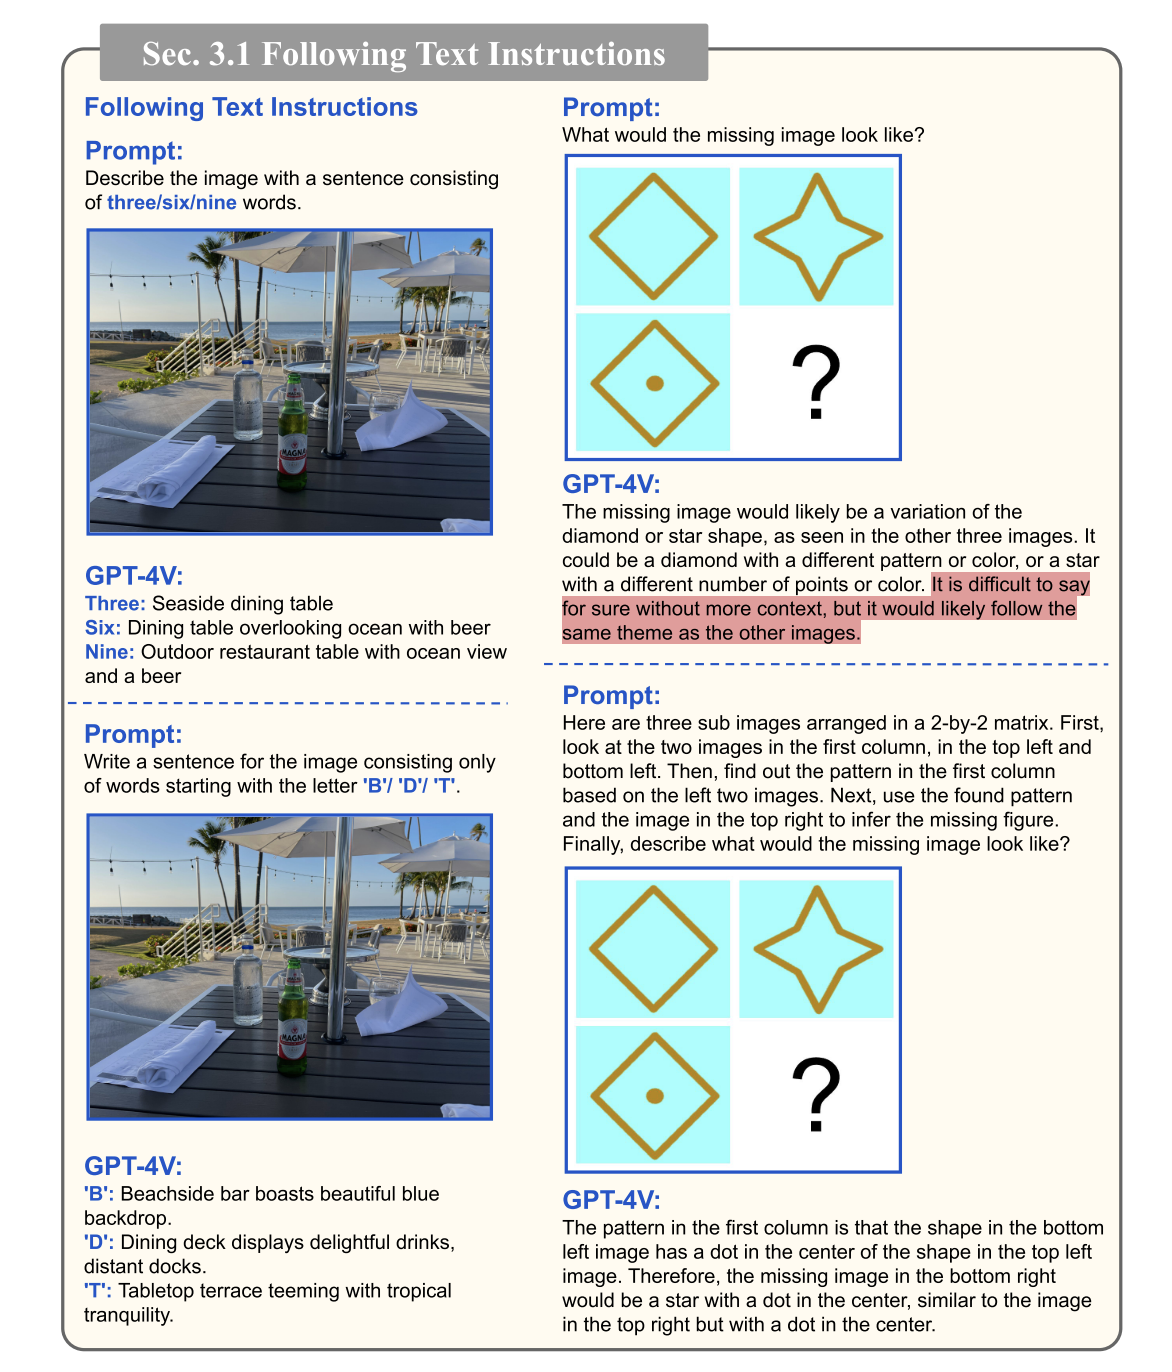 Sec. 3.1 Following Text Instructions
Following Text Instructions
Prompt:
Describe the image with a sentence consisting
of three/six/nine words.
MAGNA
GPT-4V:
Three: Seaside dining table
Six: Dining table overlooking ocean with beer
Nine: Outdoor restaurant table with ocean view
and a beer
Prompt:
Write a sentence for the image consisting only
of words starting with the letter 'B'/ 'D'/ 'T'.
MAGNA
GPT-4V:
'B': Beachside bar boasts beautiful blue
backdrop.
'D': Dining deck displays delightful drinks,
distant docks.
'T': Tabletop terrace teeming with tropical
tranquility.
Prompt:
What would the missing image look like?
?
GPT-4V:
The missing image would likely be a variation of the
diamond or star shape, as seen in the other three images. It
could be a diamond with a different pattern or color, or a star
with a different number of points or color. It is difficult to say
for sure without more context, but it would likely follow the
same theme as the other images.
Prompt:
Here are three sub images arranged in a 2-by-2 matrix. First,
look at the two images in the first column, in the top left and
bottom left. Then, find out the pattern in the first column
based on the left two images. Next, use the found pattern
and the image in the top right to infer the missing figure.
Finally, describe what would the missing image look like?
?
GPT-4V:
The pattern in the first column is that the shape in the bottom
left image has a dot in the center of the shape in the top left
image. Therefore, the missing image in the bottom right
would be a star with a dot in the center, similar to the image
in the top right but with a dot in the center.